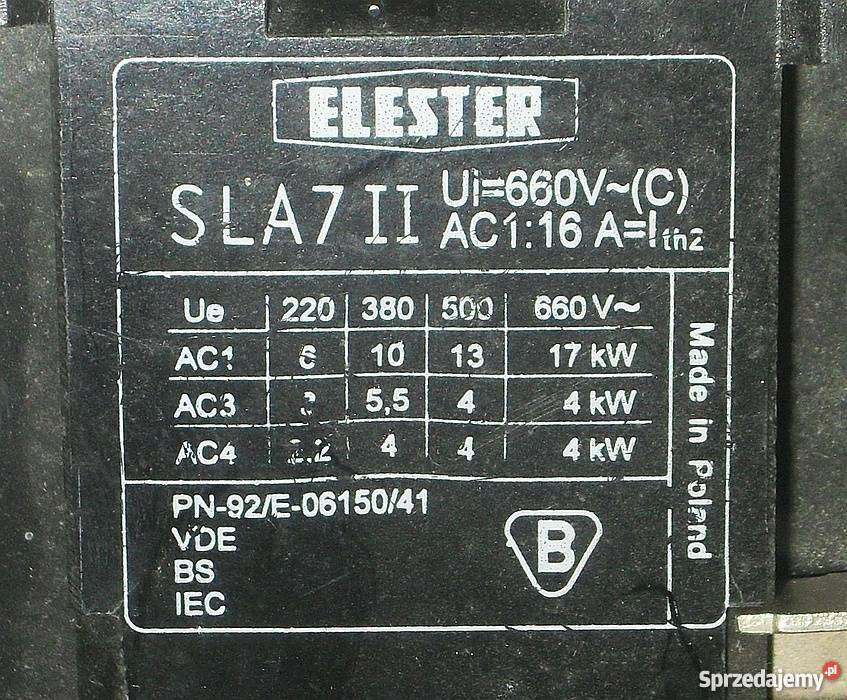 ELESTER
SLA7 II
Ui=660V~(C)
AC1:16 A=Ith2
Ue 220 380 500 660 V~
AC1 6 10 13 17 kW
AC3 5,5 4 4 kW
AC4 2,2 4 4 4 kW
Made in Poland
PN-92/E-06150/41
VDE
BS
IEC
B
Sprzedajemy.pl